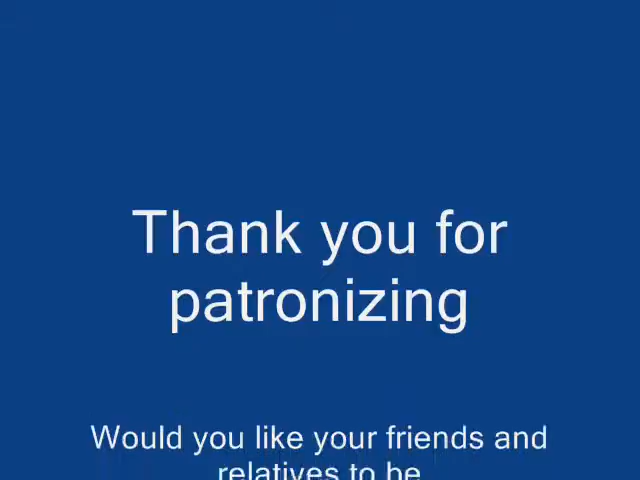 Thank you for
patronizing
Would you like your friends and
relatives to be